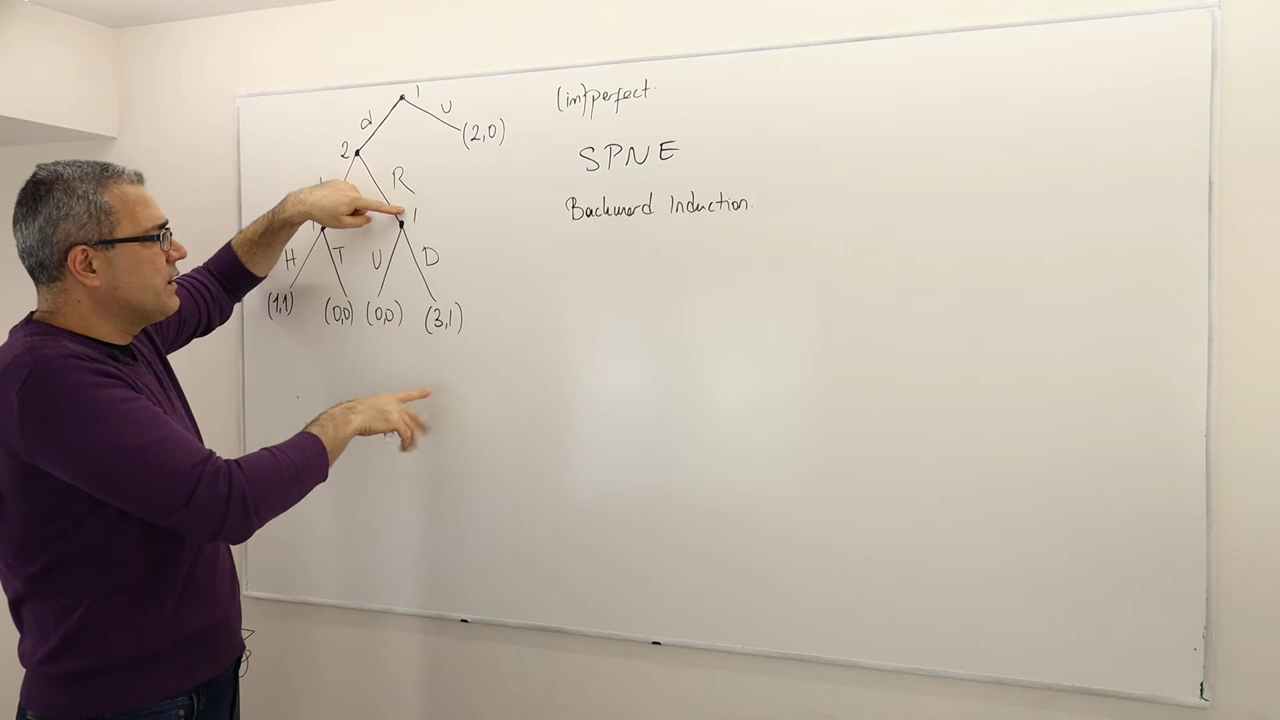 1
d U
(2,0)
2
R
1
H T U D
(1,1) (0,0) (0,0) (3,1)
(im)perfect.
SPNE
Backward Induction.